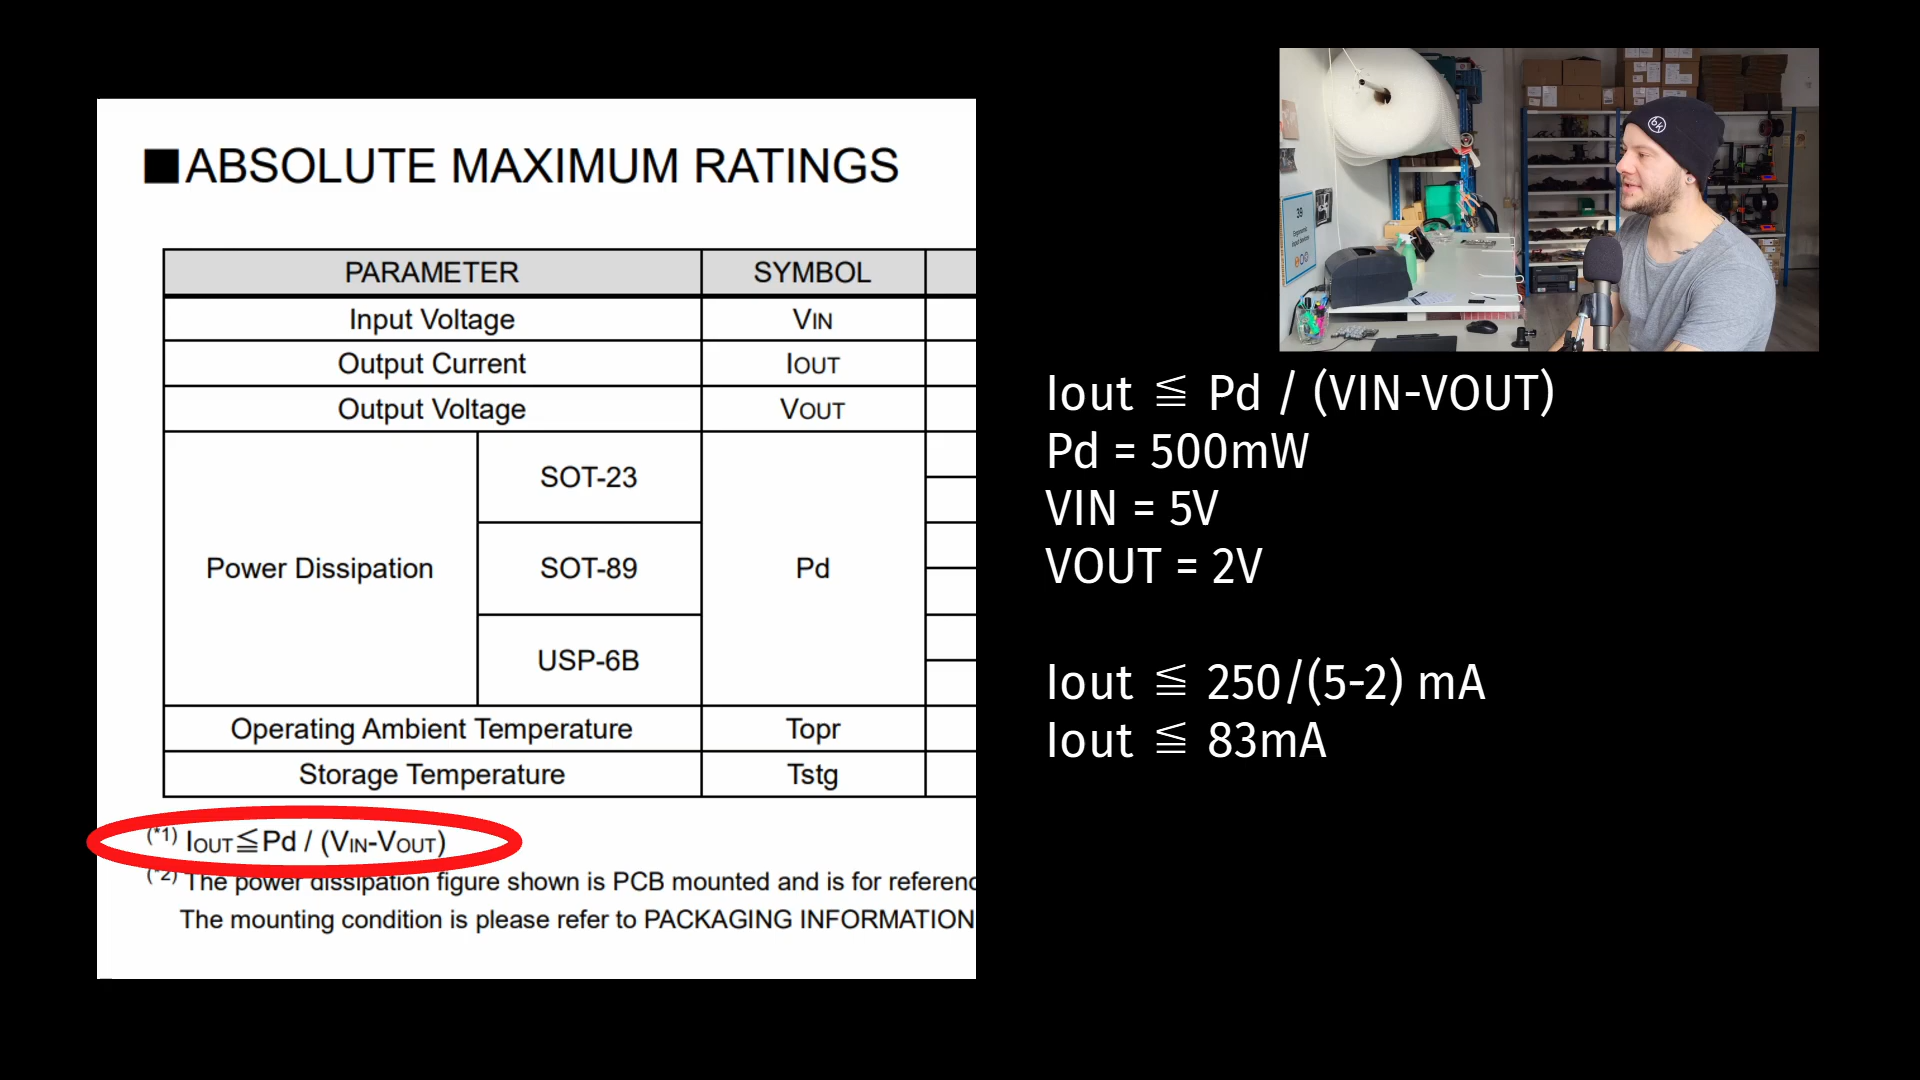 ■ABSOLUTE MAXIMUM RATINGS
PARAMETER SYMBOL
Input Voltage VIN
Output Current IOUT
Output Voltage VOUT
Power Dissipation SOT-23 Pd
SOT-89
USP-6B
Operating Ambient Temperature Topr
Storage Temperature Tstg
(*1) IOUT≦Pd / (VIN-VOUT)
(*2) The power dissipation figure shown is PCB mounted and is for referenc
The mounting condition is please refer to PACKAGING INFORMATION
Iout ≦ Pd / (VIN-VOUT)
Pd = 500mW
VIN = 5V
VOUT = 2V
Iout ≦ 250/(5-2) mA
Iout ≦ 83mA